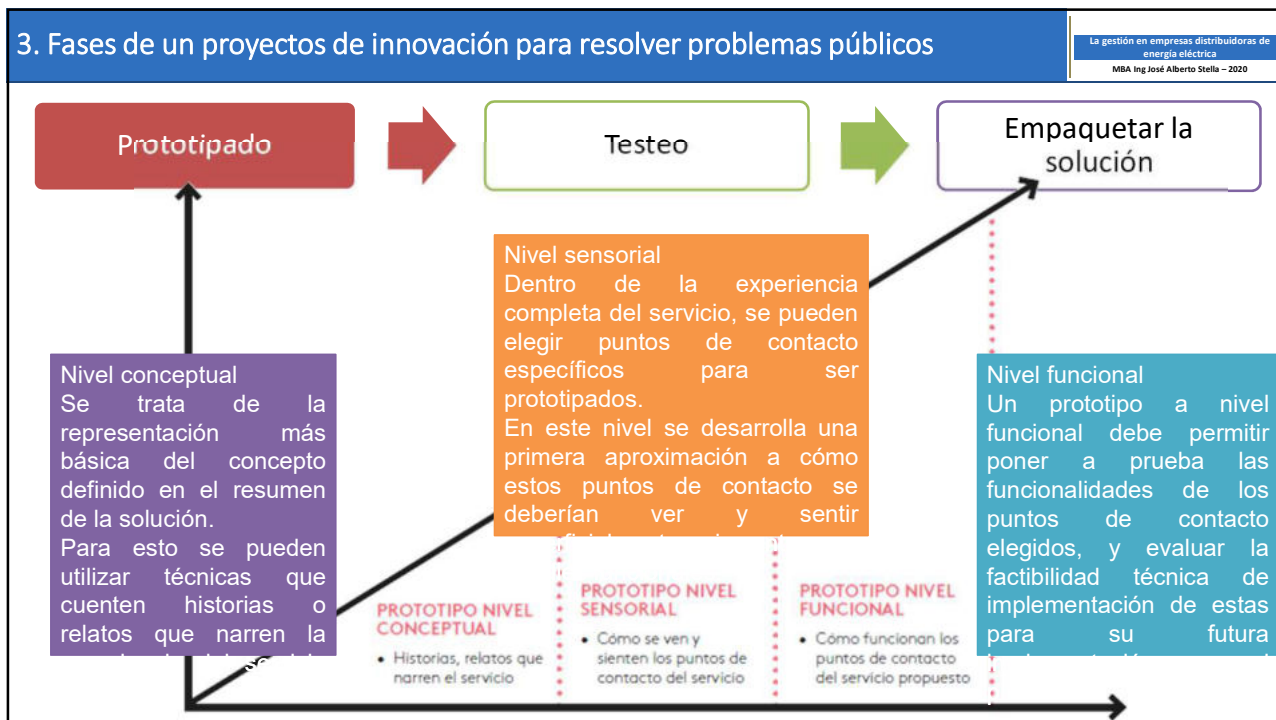 3. Fases de un proyectos de innovación para resolver problemas públicos
La gestión en empresas distribuidoras de
energía eléctrica
MBA Ing José Alberto Stella – 2020
Prototipado
Testeo
Empaquetar la
solución
Nivel conceptual
Se trata de la
representación más
básica del concepto
definido en el resumen
de la solución.
Para esto se pueden
utilizar técnicas que
cuenten historias o
relatos que narren la
Nivel sensorial
Dentro de la experiencia
completa del servicio, se pueden
elegir puntos de contacto
específicos para ser
prototipados.
En este nivel se desarrolla una
primera aproximación a cómo
estos puntos de contacto se
deberían ver y sentir
Nivel funcional
Un prototipo a nivel
funcional debe permitir
poner a prueba las
funcionalidades de los
puntos de contacto
elegidos, y evaluar la
factibilidad técnica de
implementación de estas
para su futura
PROTOTIPO NIVEL
CONCEPTUAL
• Historias, relatos que
narren el servicio
PROTOTIPO NIVEL
SENSORIAL
• Cómo se ven y
sienten los puntos de
contacto del servicio
PROTOTIPO NIVEL
FUNCIONAL
• Cómo funcionan los
puntos de contacto
del servicio propuesto